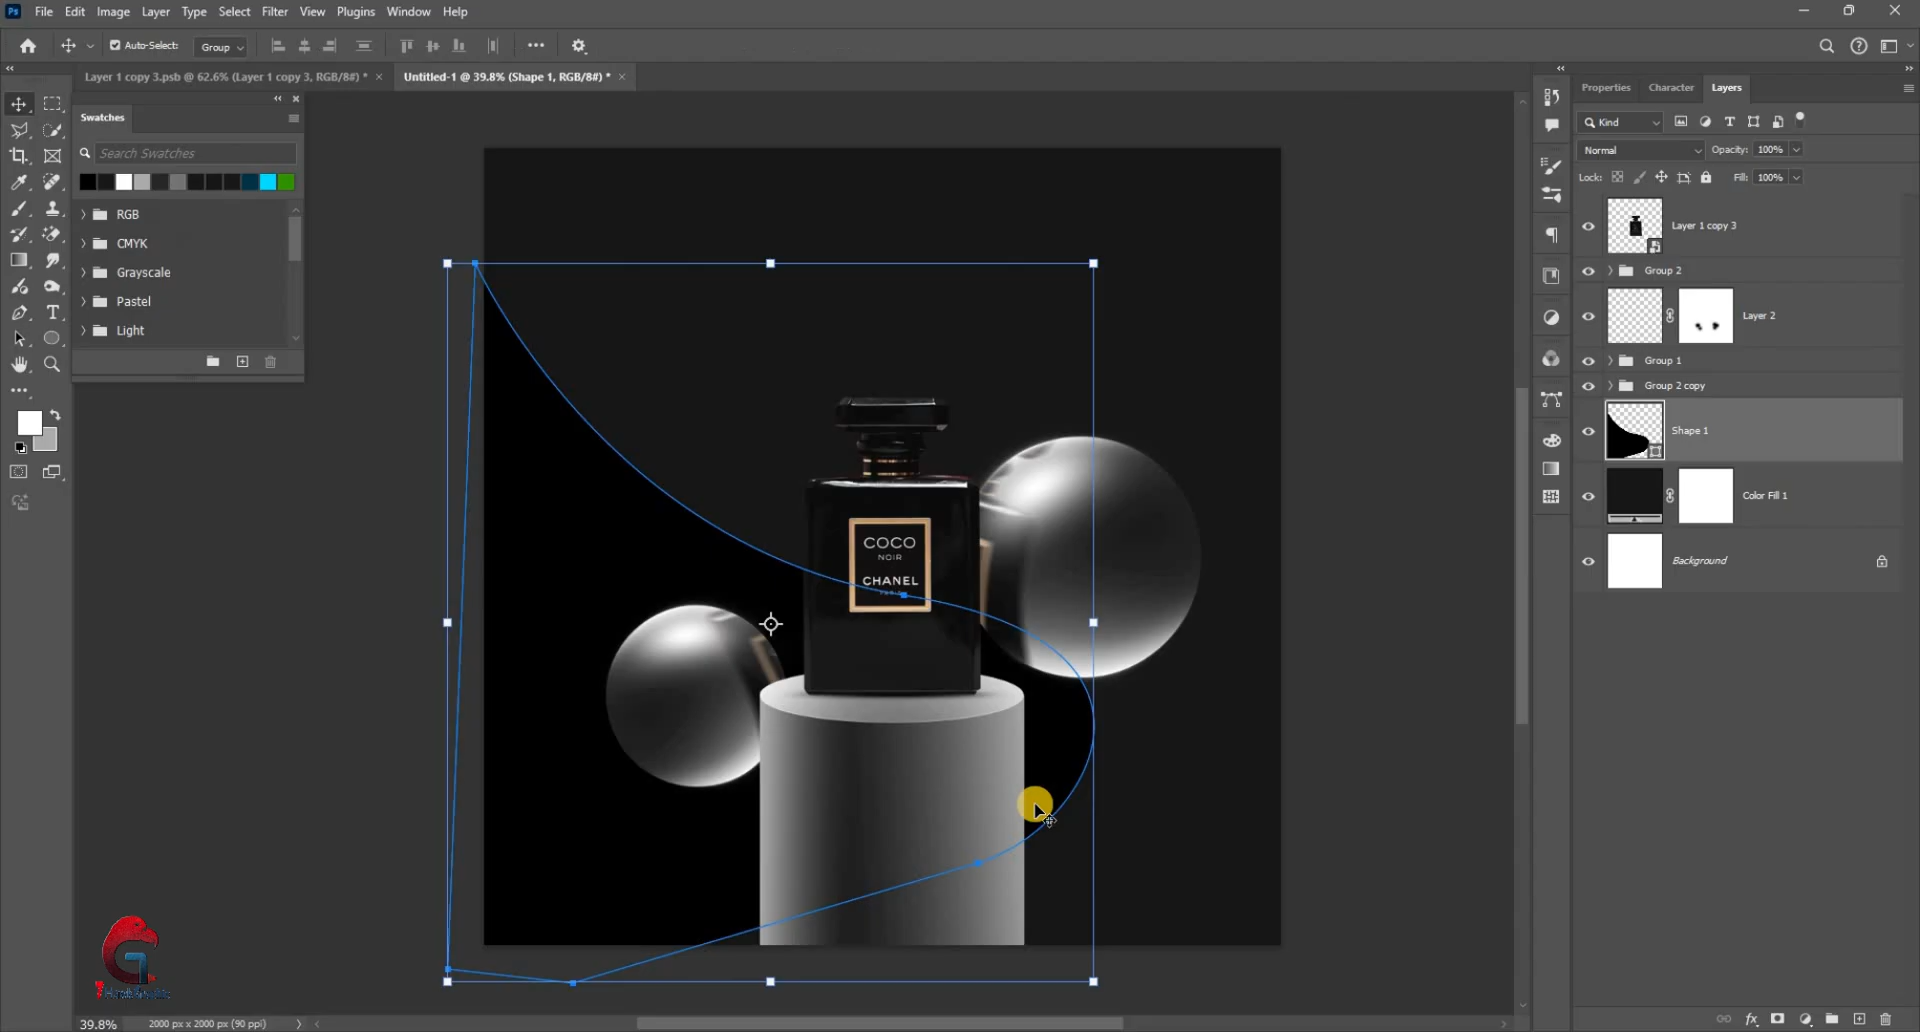 Ps File Edit Image Layer Type Select Filter View Plugins Window Help
Auto-Select: Group
Layer 1 copy 3.psb @ 62.6% (Layer 1 copy 3, RGB/8#) * ×
Untitled-1 @ 39.8% (Shape 1, RGB/8#) * ×
Swatches
Search Swatches
RGB
CMYK
Grayscale
Pastel
Light
COCO
NOIR
CHANEL
Properties Character Layers
Kind
Normal Opacity: 100%
Lock: Fill: 100%
Layer 1 copy 3
Group 2
Layer 2
Group 1
Group 2 copy
Shape 1
Color Fill 1
Background
39.8% 2000 px x 2000 px (90 ppi)